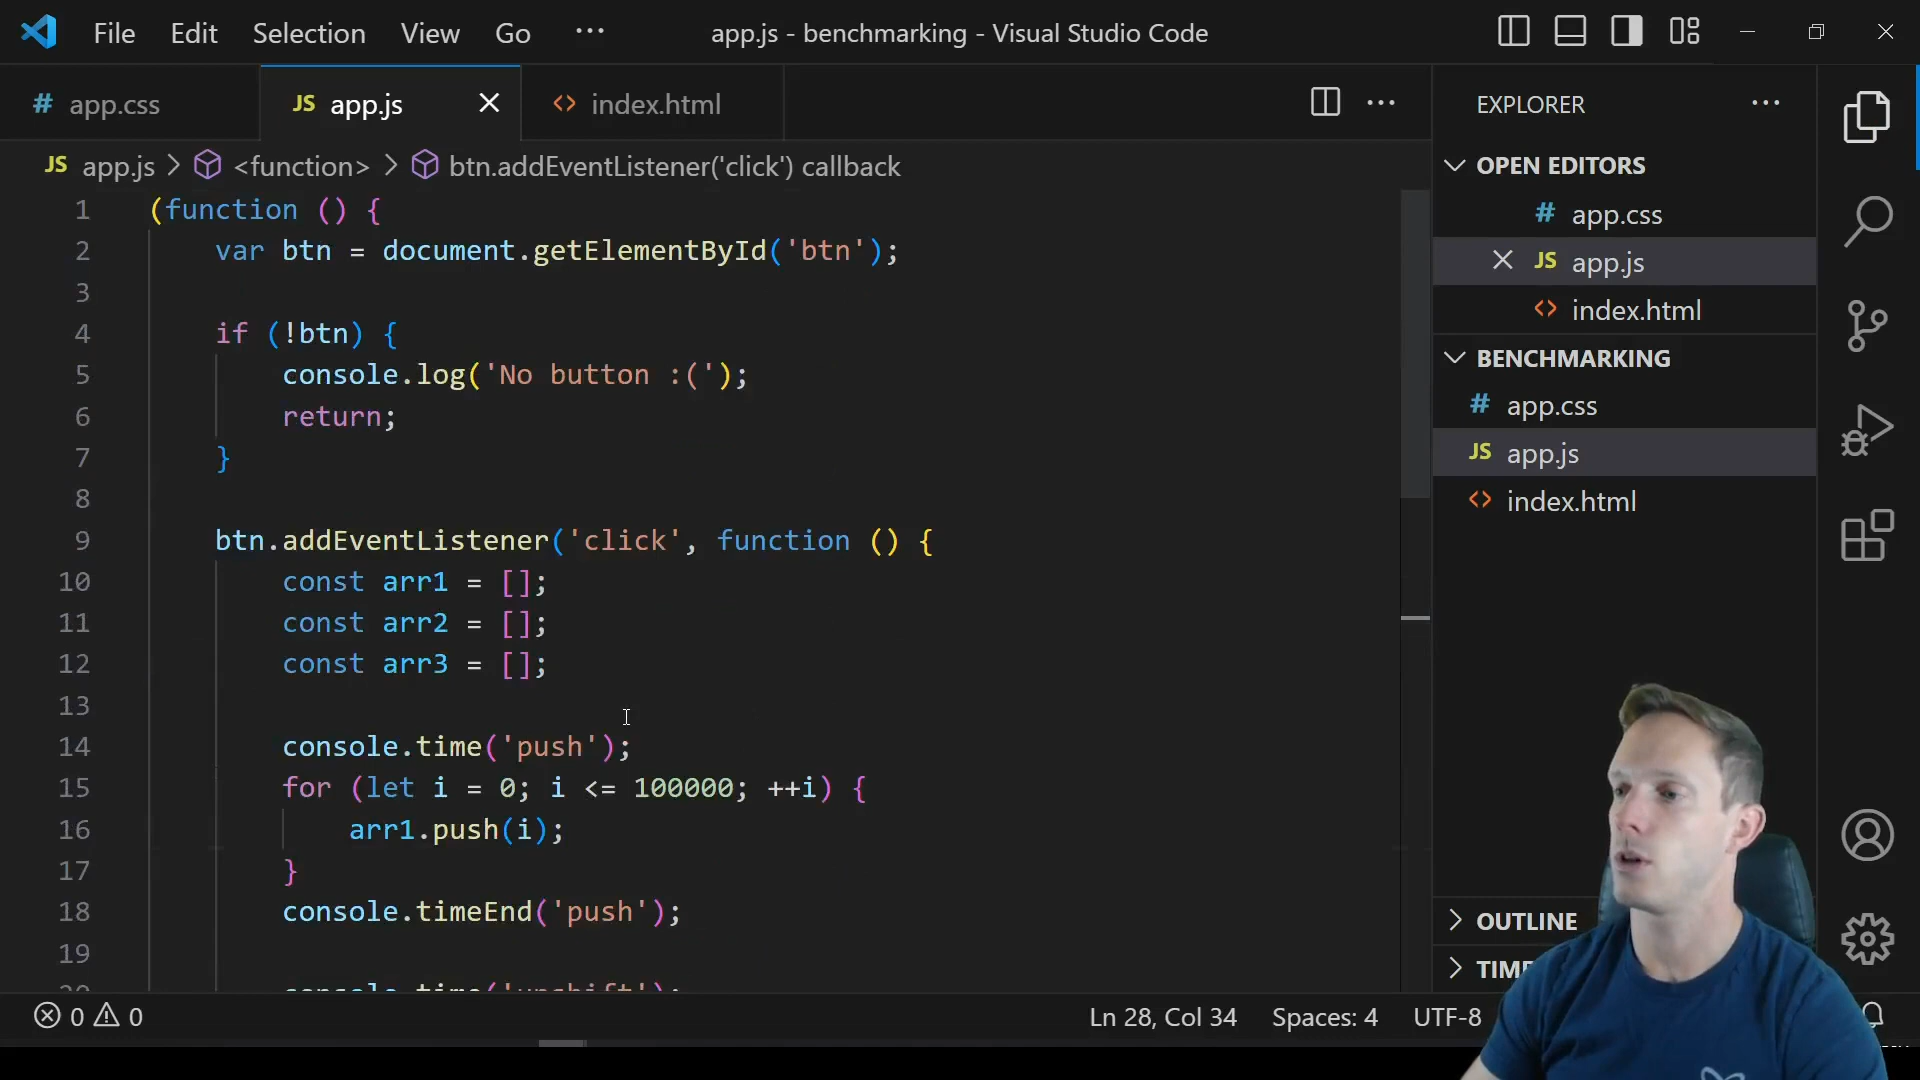 File Edit Selection View Go ··· app.js - benchmarking - Visual Studio Code
# app.css JS app.js <> index.html
JS app.js > <function> > btn.addEventListener('click') callback
1 (function () {
2 var btn = document.getElementById('btn');
3
4 if (!btn) {
5 console.log('No button :(');
6 return;
7 }
8
9 btn.addEventListener('click', function () {
10 const arr1 = [];
11 const arr2 = [];
12 const arr3 = [];
13
14 console.time('push');
15 for (let i = 0; i <= 100000; ++i) {
16 arr1.push(i);
17 }
18 console.timeEnd('push');
19
20 console.time('unshift');
EXPLORER ···
OPEN EDITORS
# app.css
JS app.js
<> index.html
BENCHMARKING
# app.css
JS app.js
<> index.html
OUTLINE
0 0 Ln 28, Col 34 Spaces: 4 UTF-8